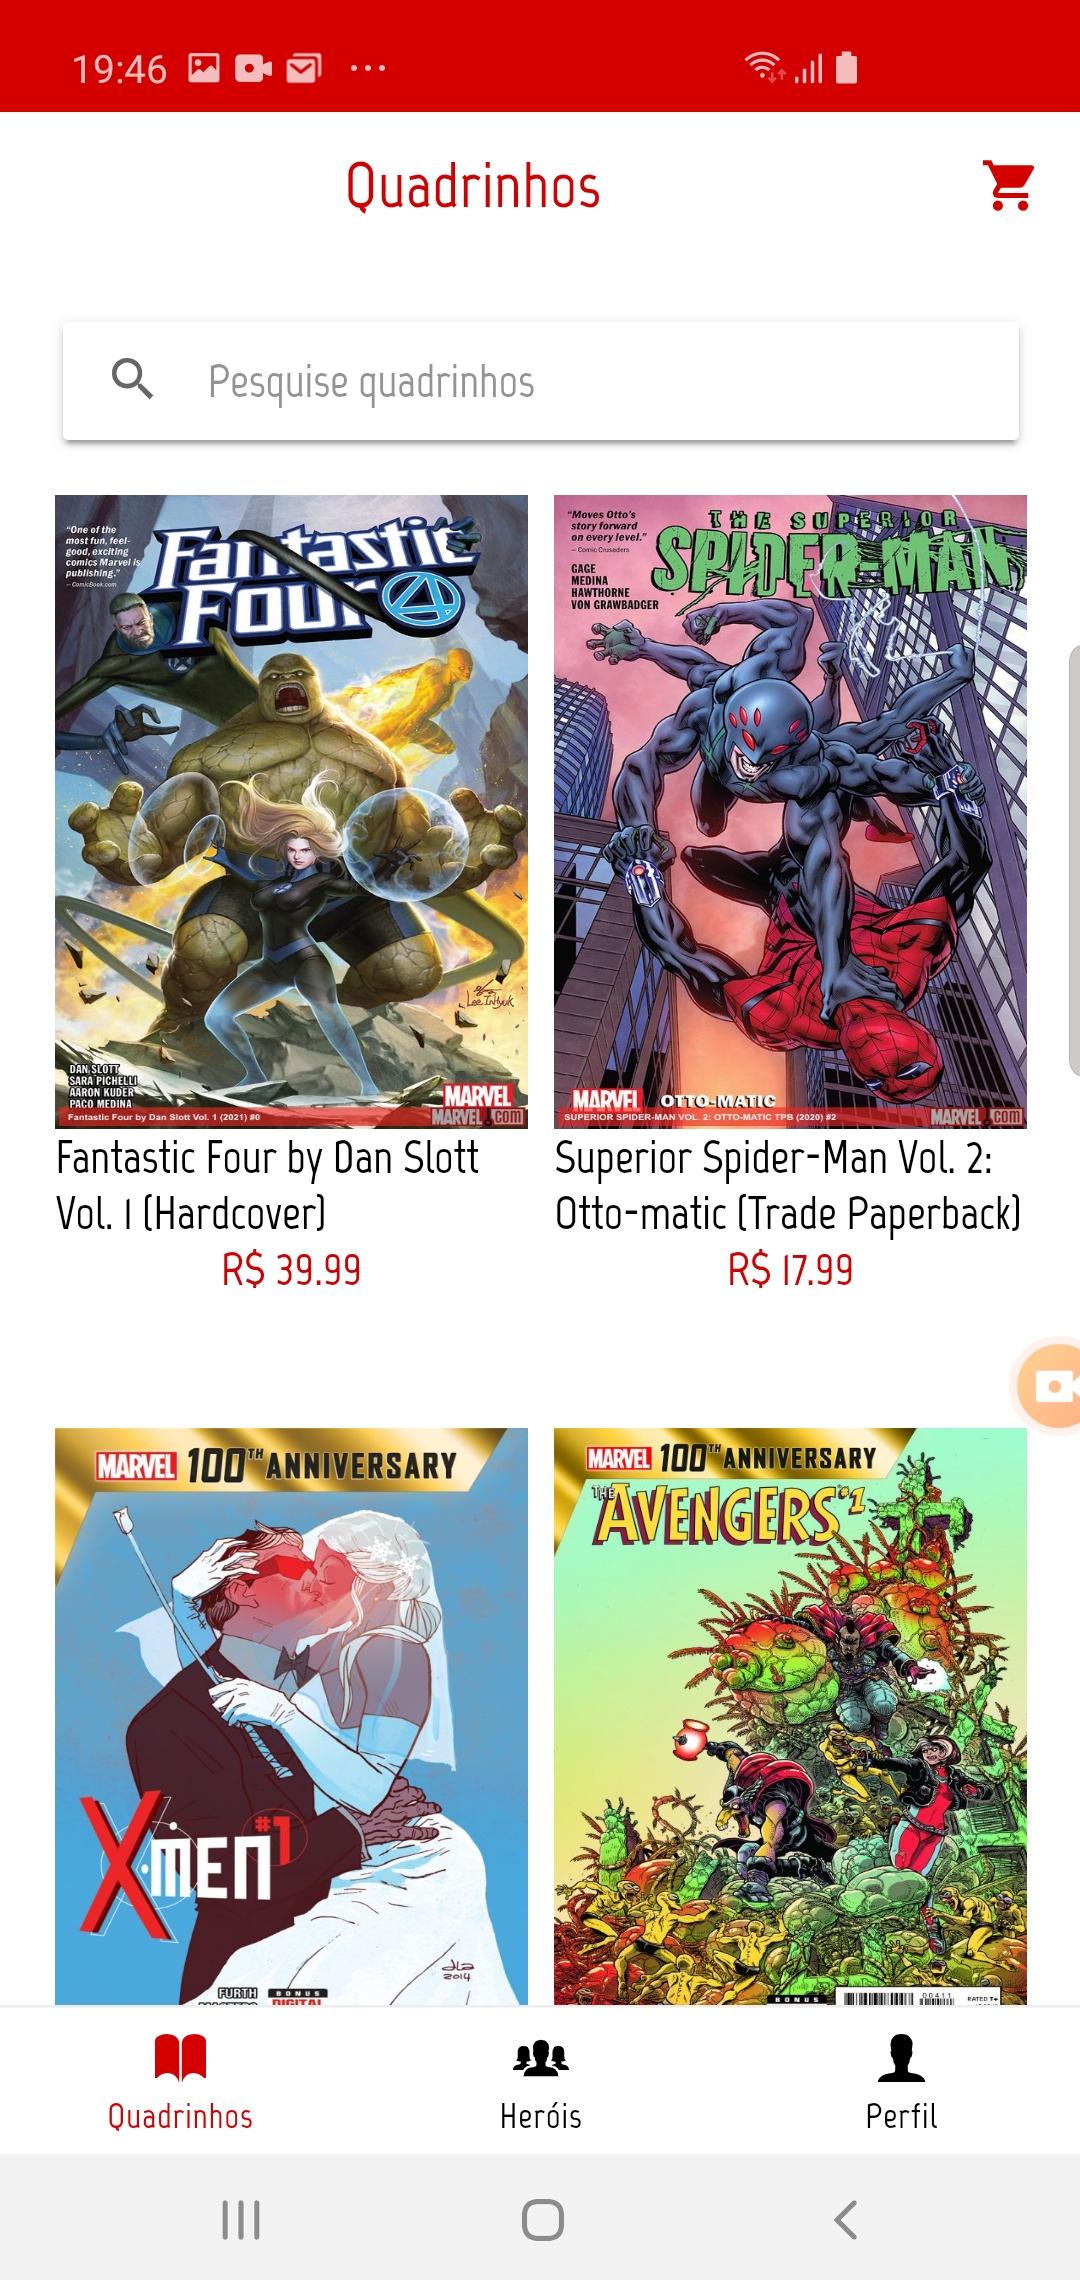 19:46
Quadrinhos
Pesquise quadrinhos
“One of the
most fun, feel-
good, exciting
comics Marvel is
publishing.”
— ComicBook.com
Fantastic
Four
DAN SLOTT
SARA PICHELLI
AARON KUDER
PACO MEDINA
Lee InHyuk
MARVEL
Fantastic Four by Dan Slott Vol. 1 (2021) #0
MARVEL.com
“Moves Otto’s
story forward
on every level.”
— Comic Crusaders
THE SUPERIOR
SPIDER-MAN
GAGE
MEDINA
HAWTHORNE
VON GRAWBADGER
MARVEL
OTTO-MATIC
SUPERIOR SPIDER-MAN VOL. 2: OTTO-MATIC TPB (2020) #2
MARVEL.com
Fantastic Four by Dan Slott
Vol. 1 (Hardcover)
R$ 39.99
Superior Spider-Man Vol. 2:
Otto-matic (Trade Paperback)
R$ 17.99
MARVEL 100TH ANNIVERSARY
X-MEN #1
2014
FURTH
BONUS
DIGITAL
MARVEL 100TH ANNIVERSARY
THE AVENGERS #1
BONUS
00411
RATED T+
Quadrinhos
Heróis
Perfil